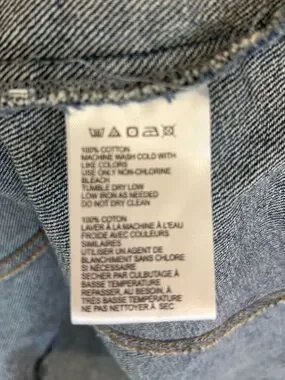 100% COTTON
MACHINE WASH COLD WITH
LIKE COLORS
USE ONLY NON-CHLORINE
BLEACH
TUMBLE DRY LOW
LOW IRON AS NEEDED
DO NOT DRY CLEAN
100% COTTON
LAVER À LA MACHINE À L'EAU
FROIDE AVEC COULEURS
SIMILAIRES
UTILISER UN AGENT DE
BLANCHIMENT SANS CHLORE
SI NÉCESSAIRE
SECHER PAR CULBUTAGE À
BASSE TEMPÉRATURE
REPASSER, AU BESOIN, À
TRÈS BASSE TEMPÉRATURE
NE PAS NETTOYER À SEC